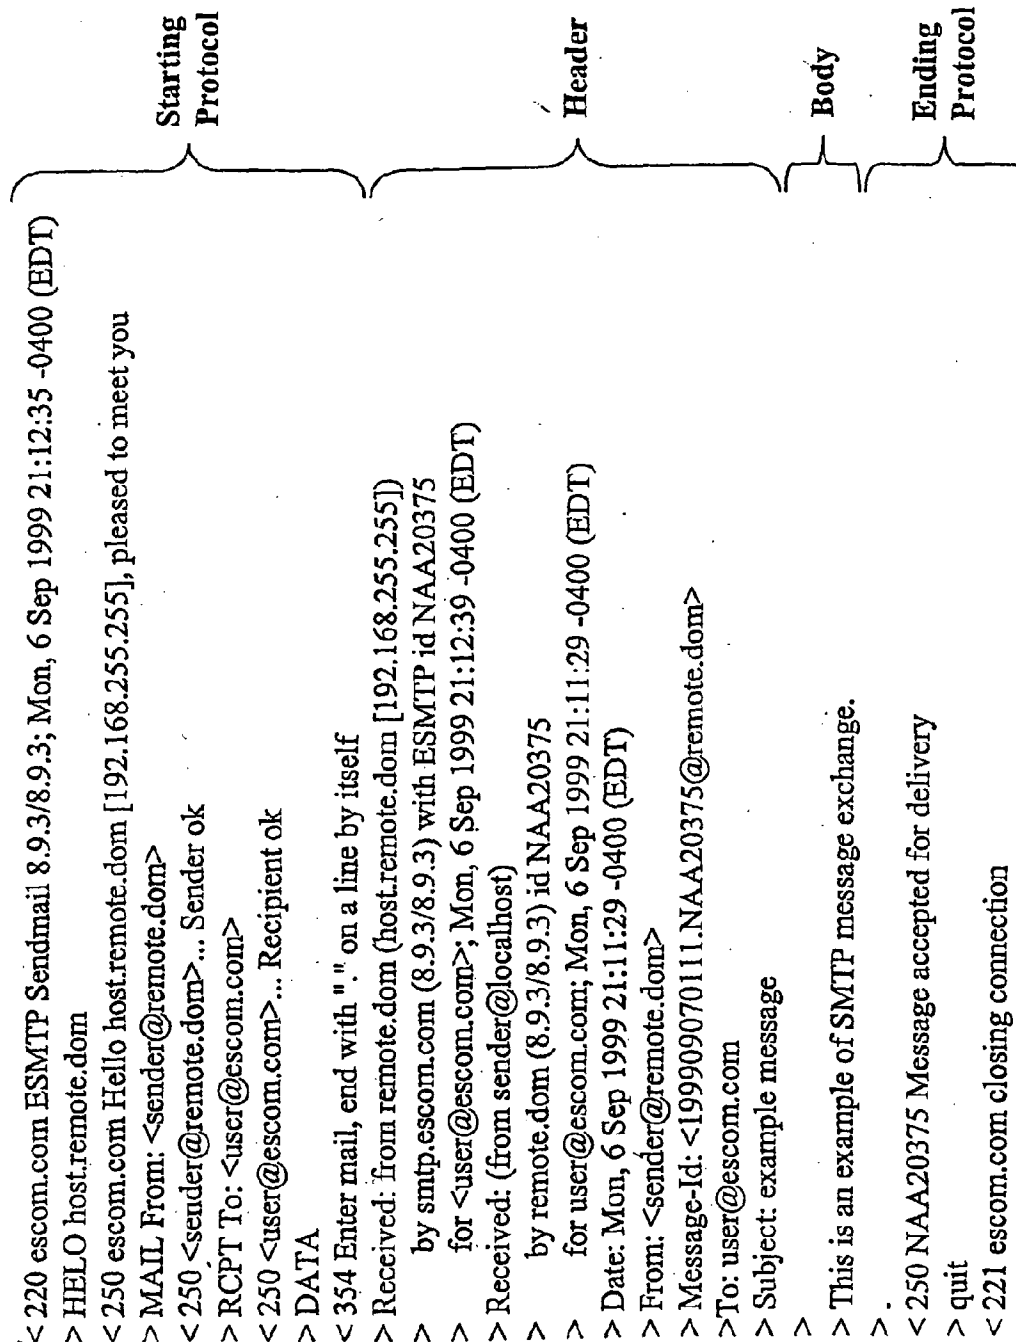 < 220 escom.com ESMTP Sendmail 8.9.3/8.9.3; Mon, 6 Sep 1999 21:12:35 -0400 (EDT)
> HELO host.remote.dom
< 250 escom.com Hello host.remote.dom [192.168.255.255], pleased to meet you
> MAIL From: <sender@remote.dom>
< 250 <sender@remote.dom>... Sender ok
> RCPT To: <user@escom.com>
< 250 <user@escom.com>... Recipient ok
> DATA
< 354 Enter mail, end with "." on a line by itself
Starting
Protocol
> Received: from remote.dom (host.remote.dom [192.168.255.255])
> by smtp.escom.com (8.9.3/8.9.3) with ESMTP id NAA20375
> for <user@escom.com>; Mon, 6 Sep 1999 21:12:39 -0400 (EDT)
> Received: (from sender@localhost)
> by remote.dom (8.9.3/8.9.3) id NAA20375
> for user@escom.com; Mon, 6 Sep 1999 21:11:29 -0400 (EDT)
> Date: Mon, 6 Sep 1999 21:11:29 -0400 (EDT)
> From: <sender@remote.dom>
> Message-Id: <199909070111.NAA20375@remote.dom>
>To: user@escom.com
> Subject: example message
Header
>
> This is an example of SMTP message exchange.
Body
> .
< 250 NAA20375 Message accepted for delivery
> quit
< 221 escom.com closing connection
Ending
Protocol